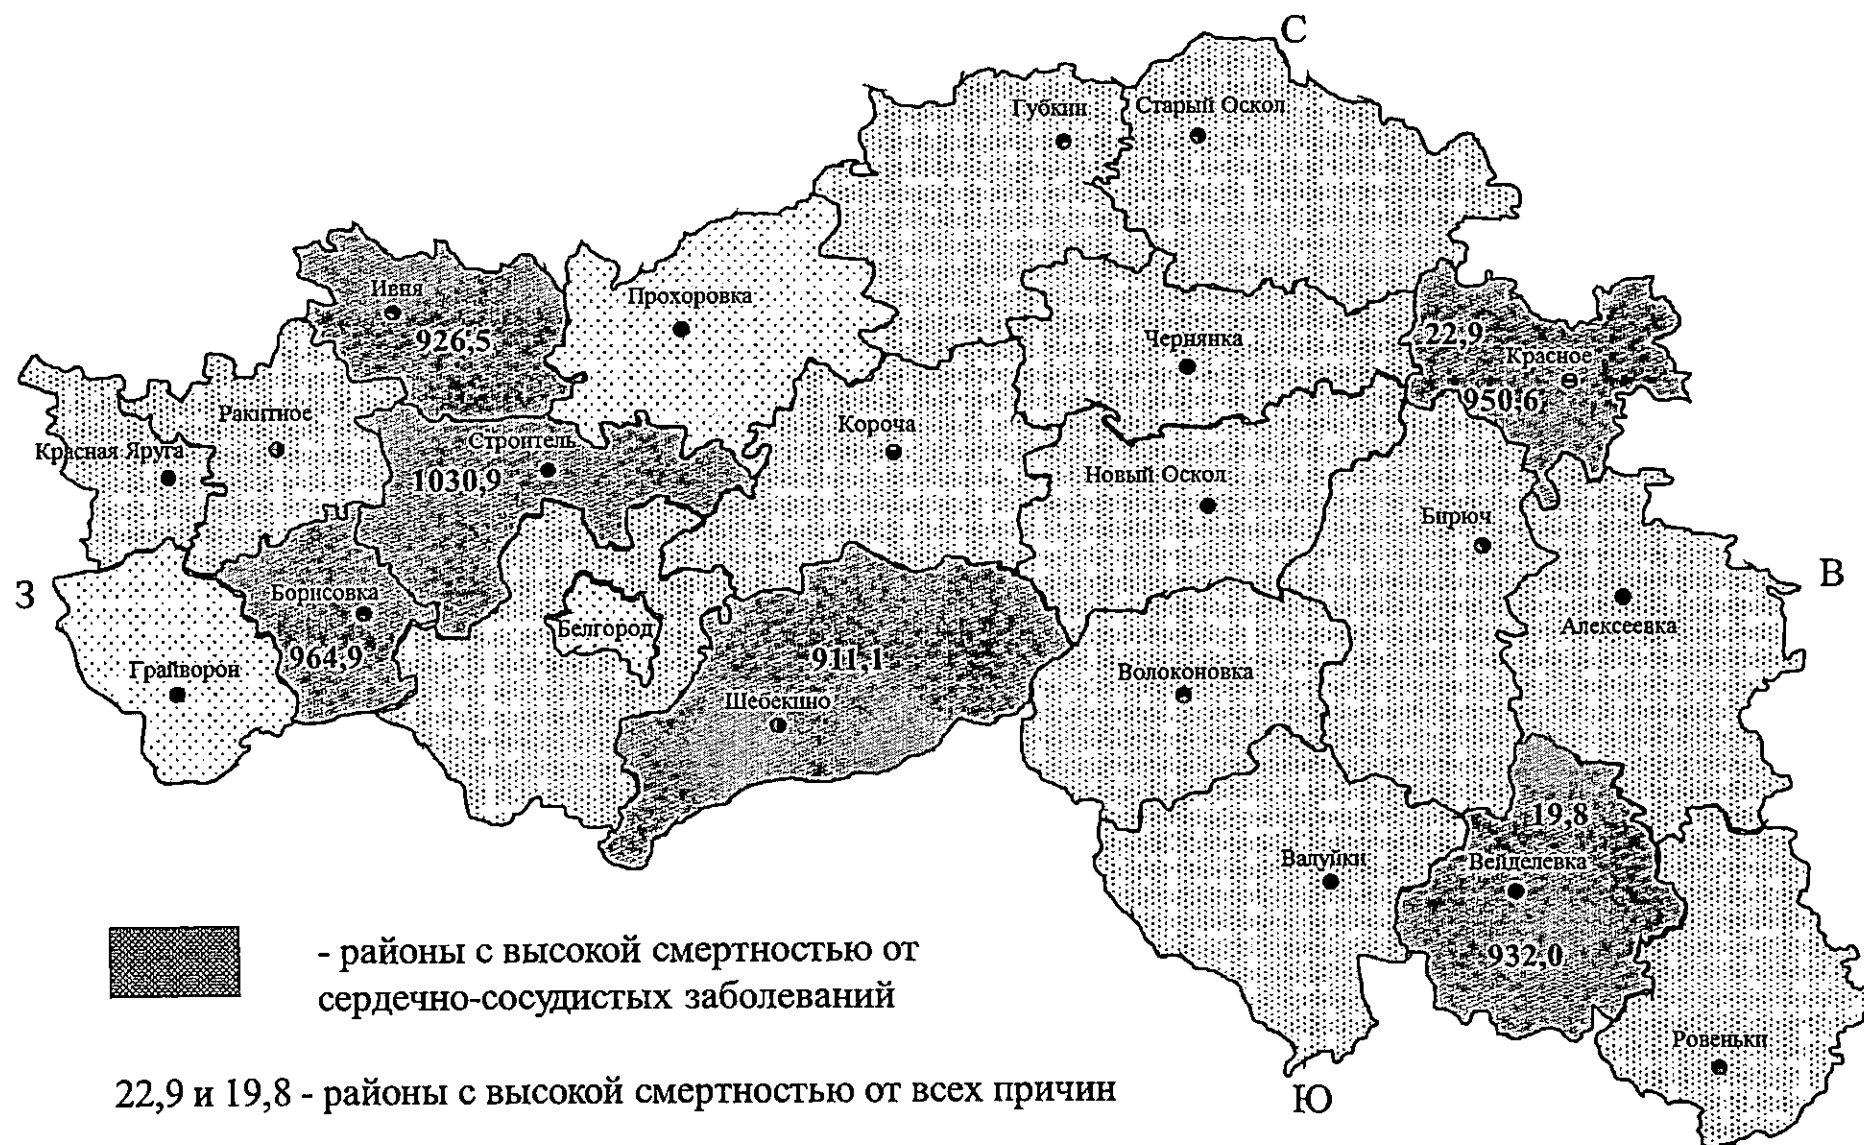 С
Губкин
Старый Оскол
Ивня
926,5
Прохоровка
Чернянка
22,9
Красное
950,6
Ракитное
Красная Яруга
Строитель
1030,9
Короча
Новый Оскол
Бирюч
З
В
Борисовка
964,9
Белгород
911,1
Грайворон
Шебекино
Волоконовка
Алексеевка
19,8
Валуйки
Вейделевка
932,0
Ровеньки
Ю
- районы с высокой смертностью от
сердечно-сосудистых заболеваний
22,9 и 19,8 - районы с высокой смертностью от всех причин